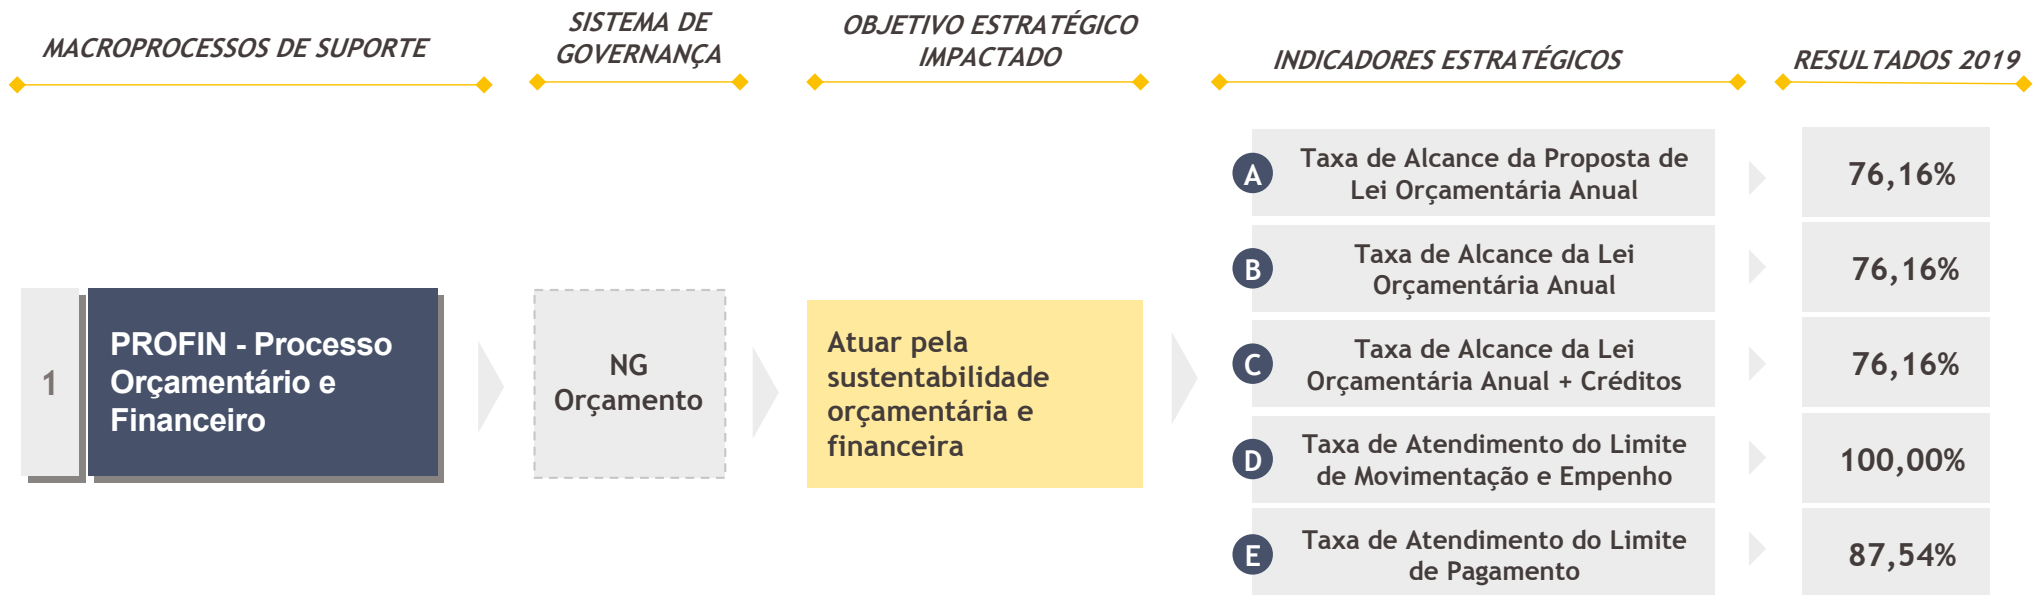 MACROPROCESSOS DE SUPORTE
SISTEMA DE
GOVERNANÇA
OBJETIVO ESTRATÉGICO
IMPACTADO
INDICADORES ESTRATÉGICOS
RESULTADOS 2019
1
PROFIN - Processo
Orçamentário e
Financeiro
NG
Orçamento
Atuar pela
sustentabilidade
orçamentária e
financeira
A
Taxa de Alcance da Proposta de
Lei Orçamentária Anual
76,16%
B
Taxa de Alcance da Lei
Orçamentária Anual
76,16%
C
Taxa de Alcance da Lei
Orçamentária Anual + Créditos
76,16%
D
Taxa de Atendimento do Limite
de Movimentação e Empenho
100,00%
E
Taxa de Atendimento do Limite
de Pagamento
87,54%